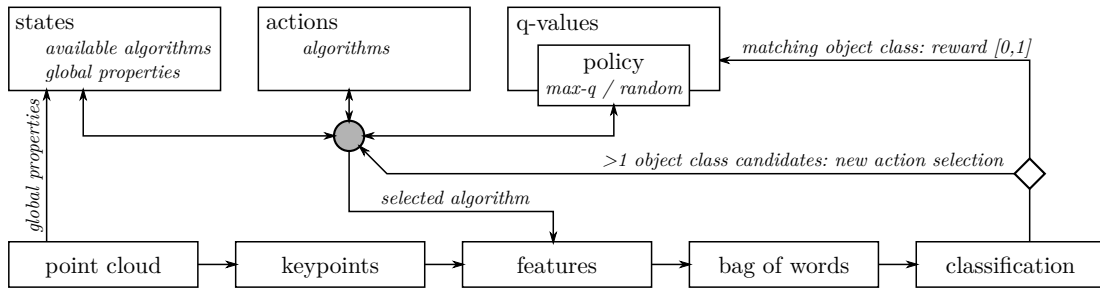 states
available algorithms
global properties
actions
algorithms
q-values
policy
max-q / random
matching object class: reward [0,1]
global properties
>1 object class candidates: new action selection
selected algorithm
point cloud
keypoints
features
bag of words
classification